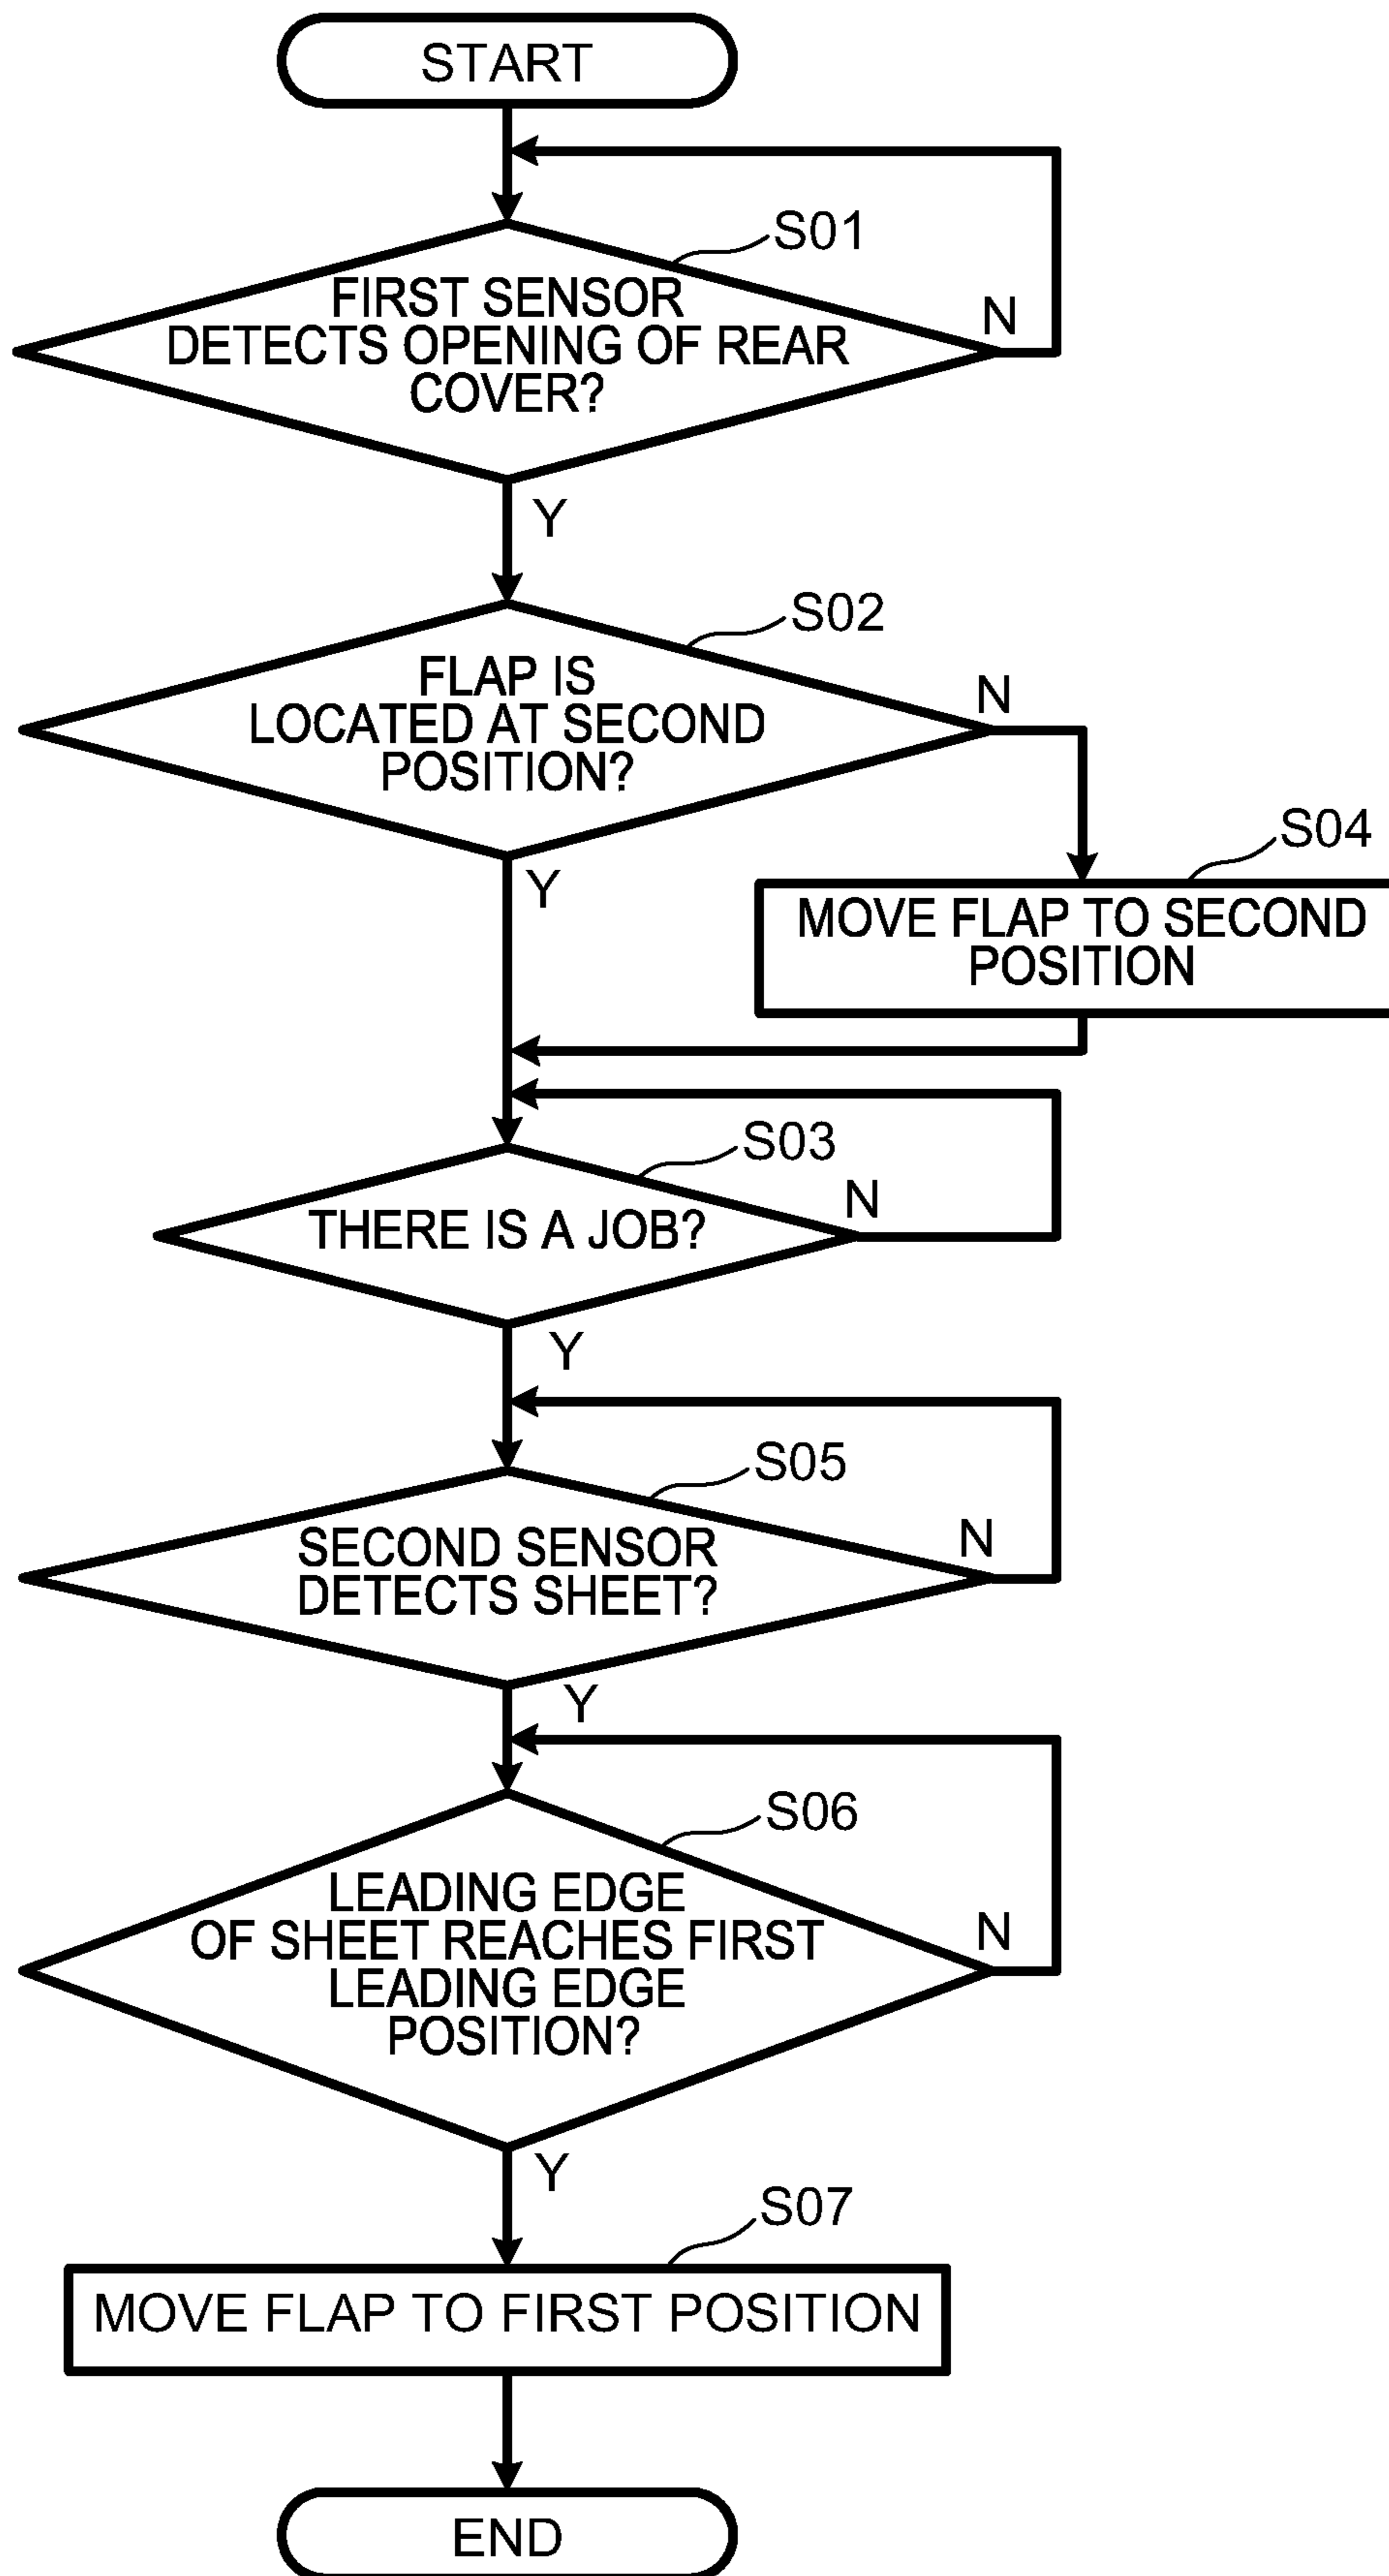 START
S01
FIRST SENSOR
DETECTS OPENING OF REAR
COVER?
N
Y
S02
FLAP IS
LOCATED AT SECOND
POSITION?
N
Y
S04
MOVE FLAP TO SECOND
POSITION
S03
THERE IS A JOB?
N
Y
S05
SECOND SENSOR
DETECTS SHEET?
N
Y
S06
LEADING EDGE
OF SHEET REACHES FIRST
LEADING EDGE
POSITION?
N
Y
S07
MOVE FLAP TO FIRST POSITION
END